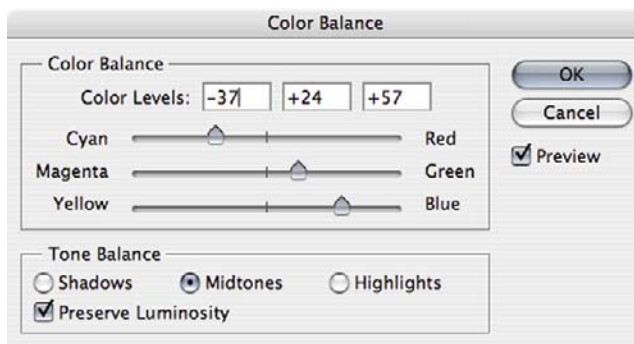 Color Balance
Color Balance
Color Levels: -37 +24 +57
Cyan Red
Magenta Green
Yellow Blue
Tone Balance
Shadows Midtones Highlights
Preserve Luminosity
OK
Cancel
Preview